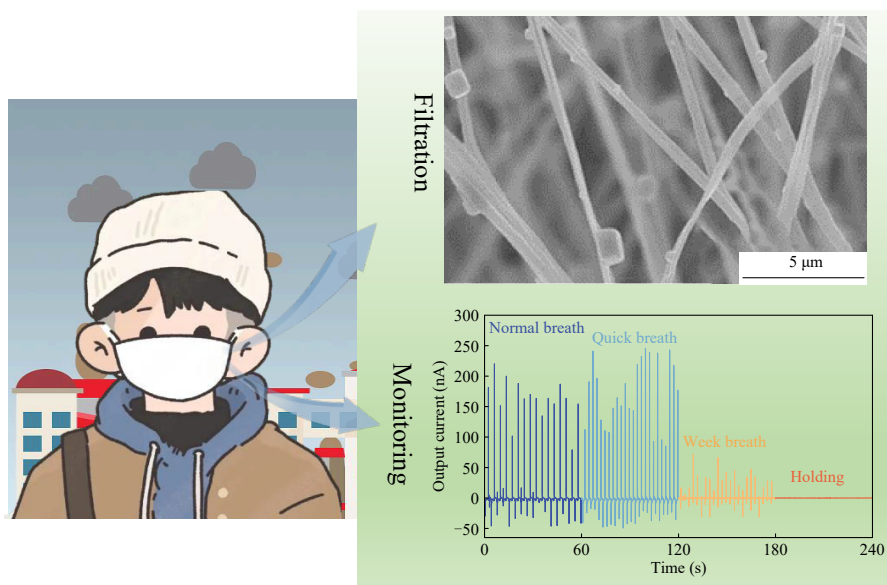 Filtration
5 μm
Monitoring
Output current (nA)
300
250
200
150
100
50
0
−50
Normal breath
Quick breath
Week breath
Holding
0
60
120
180
240
Time (s)